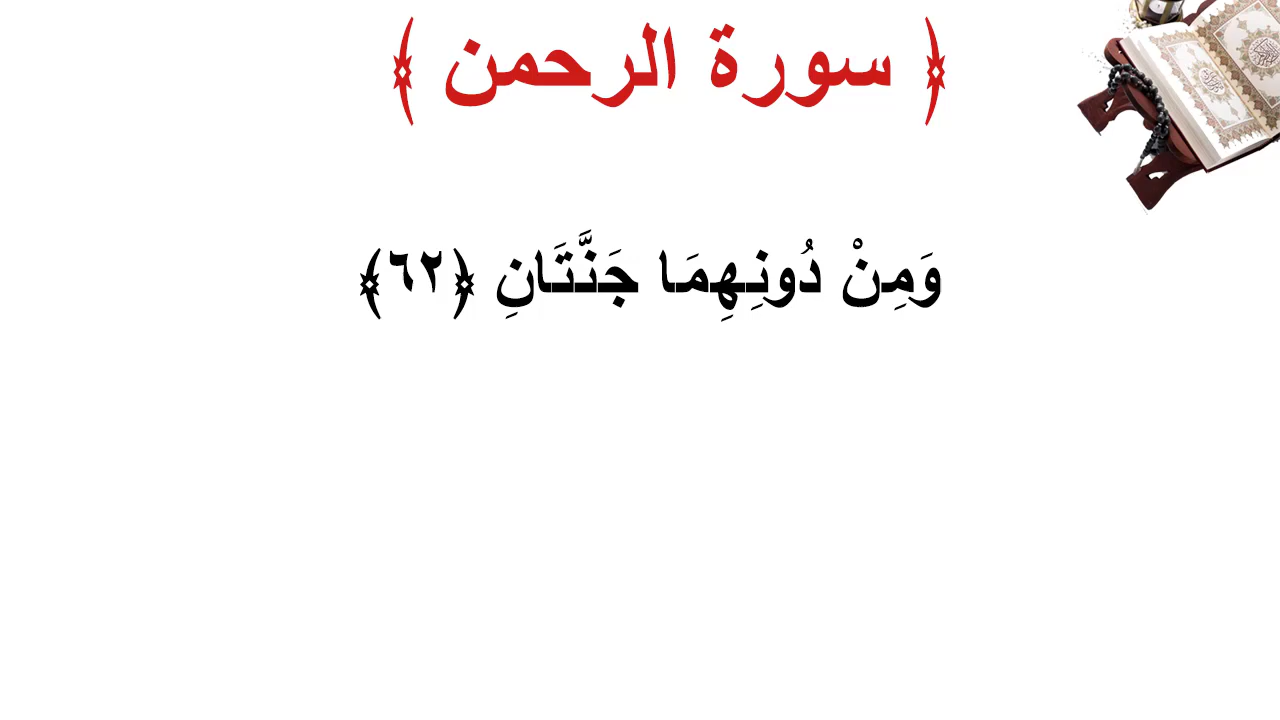 ﴿ سورة الرحمن ﴾
وَمِنْ دُونِهِمَا جَنَّتَانِ ﴿٦٢﴾